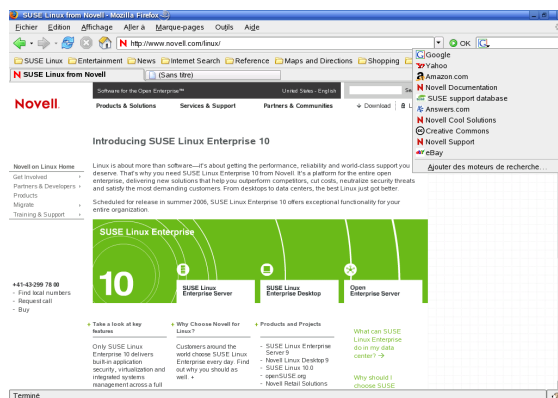 SUSE Linux from Novell - Mozilla Firefox
Fichier Edition Affichage Aller à Marque-pages Outils Aide
N http://www.novell.com/linux/ OK G
SUSE Linux Entertainment News Internet Search Reference Maps and Directions Shopping
N SUSE Linux from Novell (Sans titre)
Google
Yahoo
Amazon.com
Novell Documentation
SUSE support database
Answers.com
Novell Cool Solutions
Creative Commons
Novell Support
eBay
Ajouter des moteurs de recherche...
Software for the Open Enterprise™ United States - English
Novell.
Products & Solutions Services & Support Partners & Communities Download
Introducing SUSE Linux Enterprise 10
Novell on Linux Home
Get Involved
Partners & Developers
Products
Migrate
Training & Support
Linux is about more than software—it's about getting the performance, reliability and world-class support you
deserve. That's why you need SUSE Linux Enterprise 10 from Novell. It's a platform for the entire open
enterprise, delivering new solutions that help you outperform competitors, cut costs, neutralize security threats
and satisfy the most demanding customers. From desktops to data centers, the best Linux just got better.
Scheduled for release in summer 2006, SUSE Linux Enterprise 10 offers exceptional functionality for your
entire organization.
SUSE Linux Enterprise
10
SUSE Linux
Enterprise Server
SUSE Linux
Enterprise Desktop
Open
Enterprise Server
+41-43-299 78 00
- Find local numbers
- Request call
- Buy
+ Take a look at key
features
Only SUSE Linux
Enterprise 10 delivers
built-in application
security, virtualization and
integrated systems
management across a full
+ Why Choose Novell for
Linux?
Customers around the
world choose SUSE Linux
Enterprise every day. Find
out why you should as
well. +
+ Products and Projects
- SUSE Linux Enterprise
Server 9
- Novell Linux Desktop 9
- SUSE Linux 10.0
- openSUSE.org
- Novell Retail Solutions
What can SUSE
Linux Enterprise
do in my data
center? →
Why should I
choose SUSE
Terminé